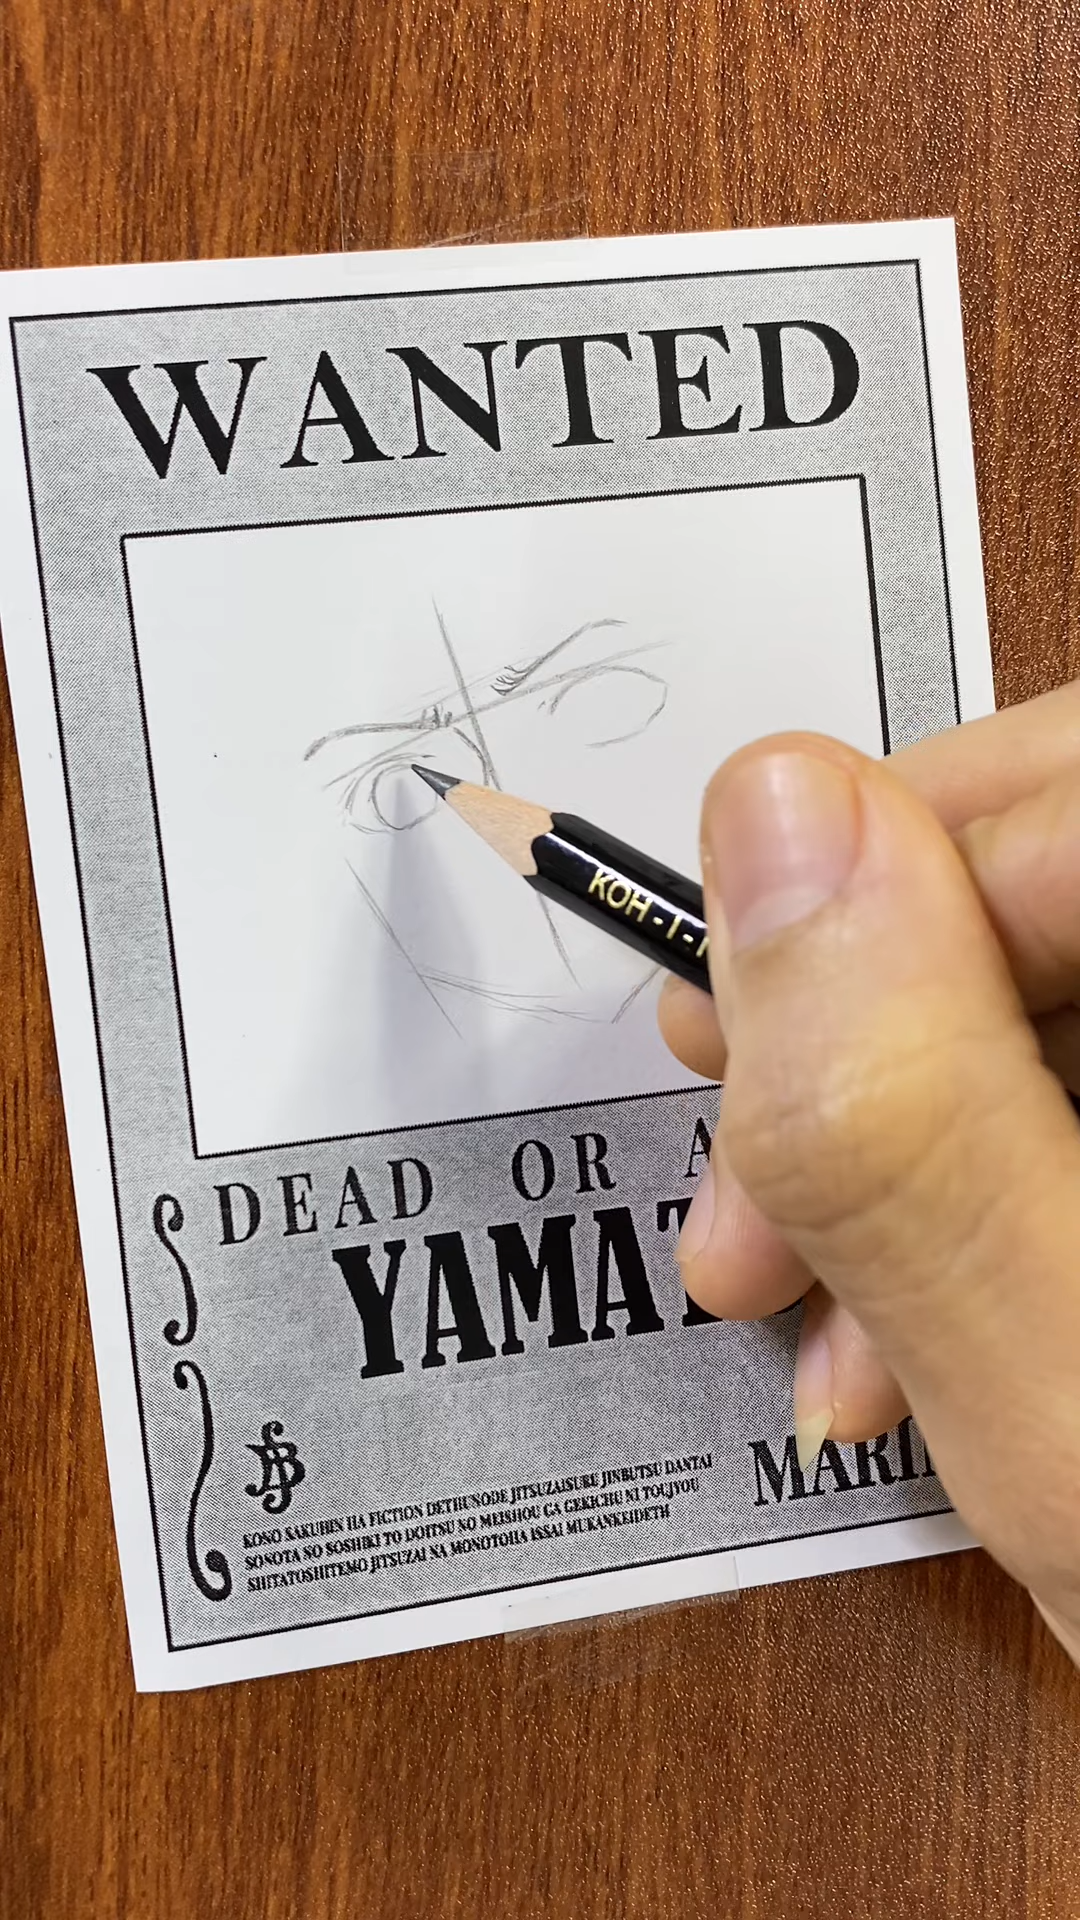 WANTED
KOH-I-
DEAD OR A
YAMAT
MARI
KONO SAKUHIN HA FICTION DETHUNODE JITSUZAISURU JINBUTSU DANTAI
SONOTA NO SOSHIKI TO DOITSU NO MEISHOU GA GEKICHU NI TOUJYOU
SHITATOSHITEMO JITSUZAI NA MONOTOHA ISSAI MUKANKEIDETH